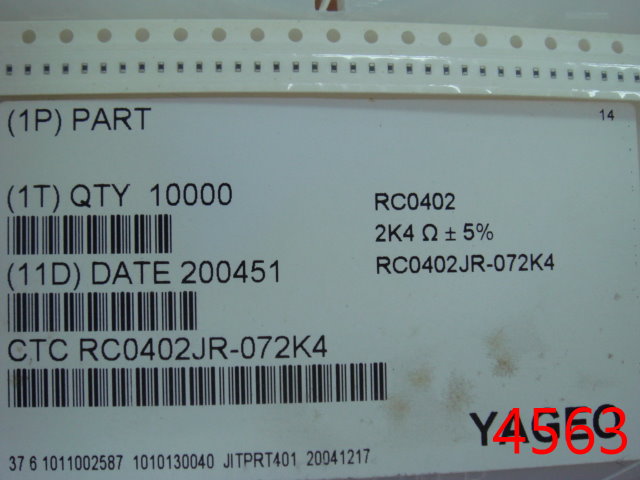 (1P) PART
14
(1T) QTY 10000
RC0402
2K4 Ω ± 5%
(11D) DATE 200451
RC0402JR-072K4
CTC RC0402JR-072K4
YAGEO
4563
37 6 1011002587 1010130040 JITPRT401 20041217